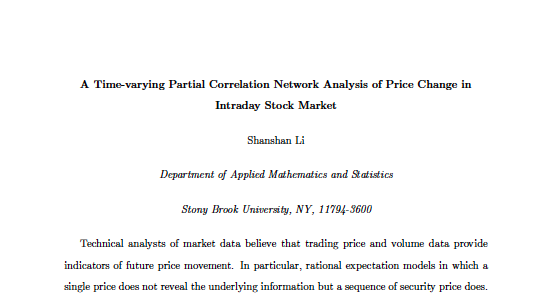 A Time-varying Partial Correlation Network Analysis of Price Change in
Intraday Stock Market
Shanshan Li
Department of Applied Mathematics and Statistics
Stony Brook University, NY, 11794-3600
Technical analysts of market data believe that trading price and volume data provide
indicators of future price movement. In particular, rational expectation models in which a
single price does not reveal the underlying information but a sequence of security price does.